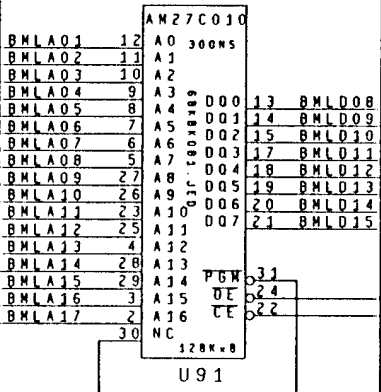 AM27C010
300NS
BMLA01 12 A0
BMLA02 11 A1
BMLA03 10 A2
BMLA04 9 A3
BMLA05 8 A4
BMLA06 7 A5
BMLA07 6 A6
BMLA08 5 A7
BMLA09 27 A8
BMLA10 26 A9
BMLA11 23 A10
BMLA12 25 A11
BMLA13 4 A12
BMLA14 28 A13
BMLA15 29 A14
BMLA16 3 A15
BMLA17 2 A16
30 NC
DQ0 13 BMLD08
DQ1 14 BMLD09
DQ2 15 BMLD10
DQ3 17 BMLD11
DQ4 18 BMLD12
DQ5 19 BMLD13
DQ6 20 BMLD14
DQ7 21 BMLD15
PGM 31
OE 24
CE 22
128K×8
U91